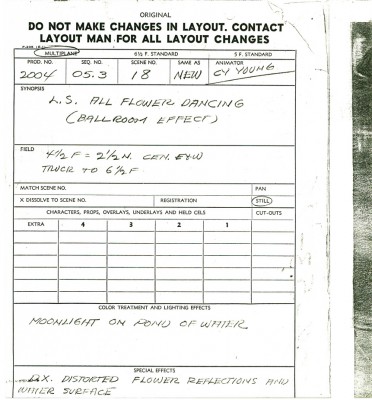 ORIGINAL
DO NOT MAKE CHANGES IN LAYOUT. CONTACT
LAYOUT MAN FOR ALL LAYOUT CHANGES
MULTIPLANE 6½ F. STANDARD 5 F. STANDARD
PROD. NO. SEQ. NO. SCENE NO. SAME AS ANIMATOR
2004 05.3 18 NEW CY YOUNG
SYNOPSIS
L.S. ALL FLOWER DANCING
(BALLROOM EFFECT)
FIELD
4½ F = 2½ N. CEN. E+W
TRUCK TO 6½ F
MATCH SCENE NO. PAN
X DISSOLVE TO SCENE NO. REGISTRATION STILL
CHARACTERS, PROPS, OVERLAYS, UNDERLAYS AND HELD CELS CUT-OUTS
EXTRA 4 3 2 1
COLOR TREATMENT AND LIGHTING EFFECTS
MOONLIGHT ON POND OF WATER
SPECIAL EFFECTS
DISTORTED FLOWER REFLECTIONS AND
WATER SURFACE